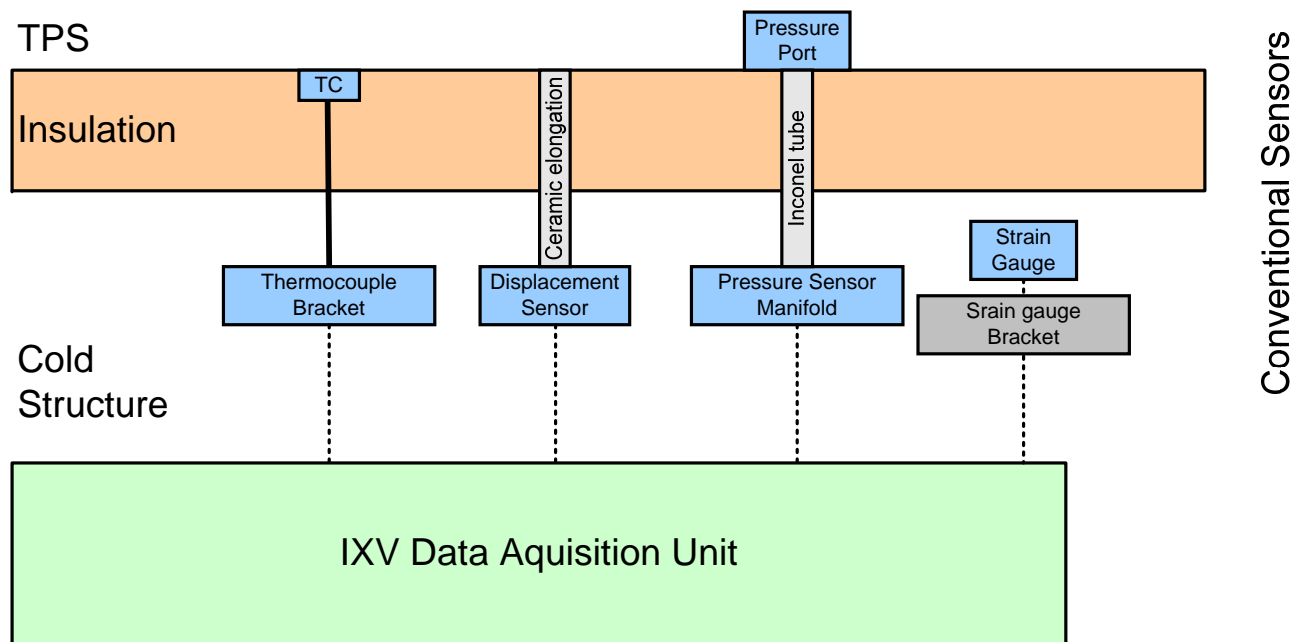 TPS
Pressure
Port
TC
Insulation
Ceramic elongation
Inconel tube
Conventional Sensors
Strain
Gauge
Thermocouple
Bracket
Displacement
Sensor
Pressure Sensor
Manifold
Srain gauge
Bracket
Cold
Structure
IXV Data Aquisition Unit